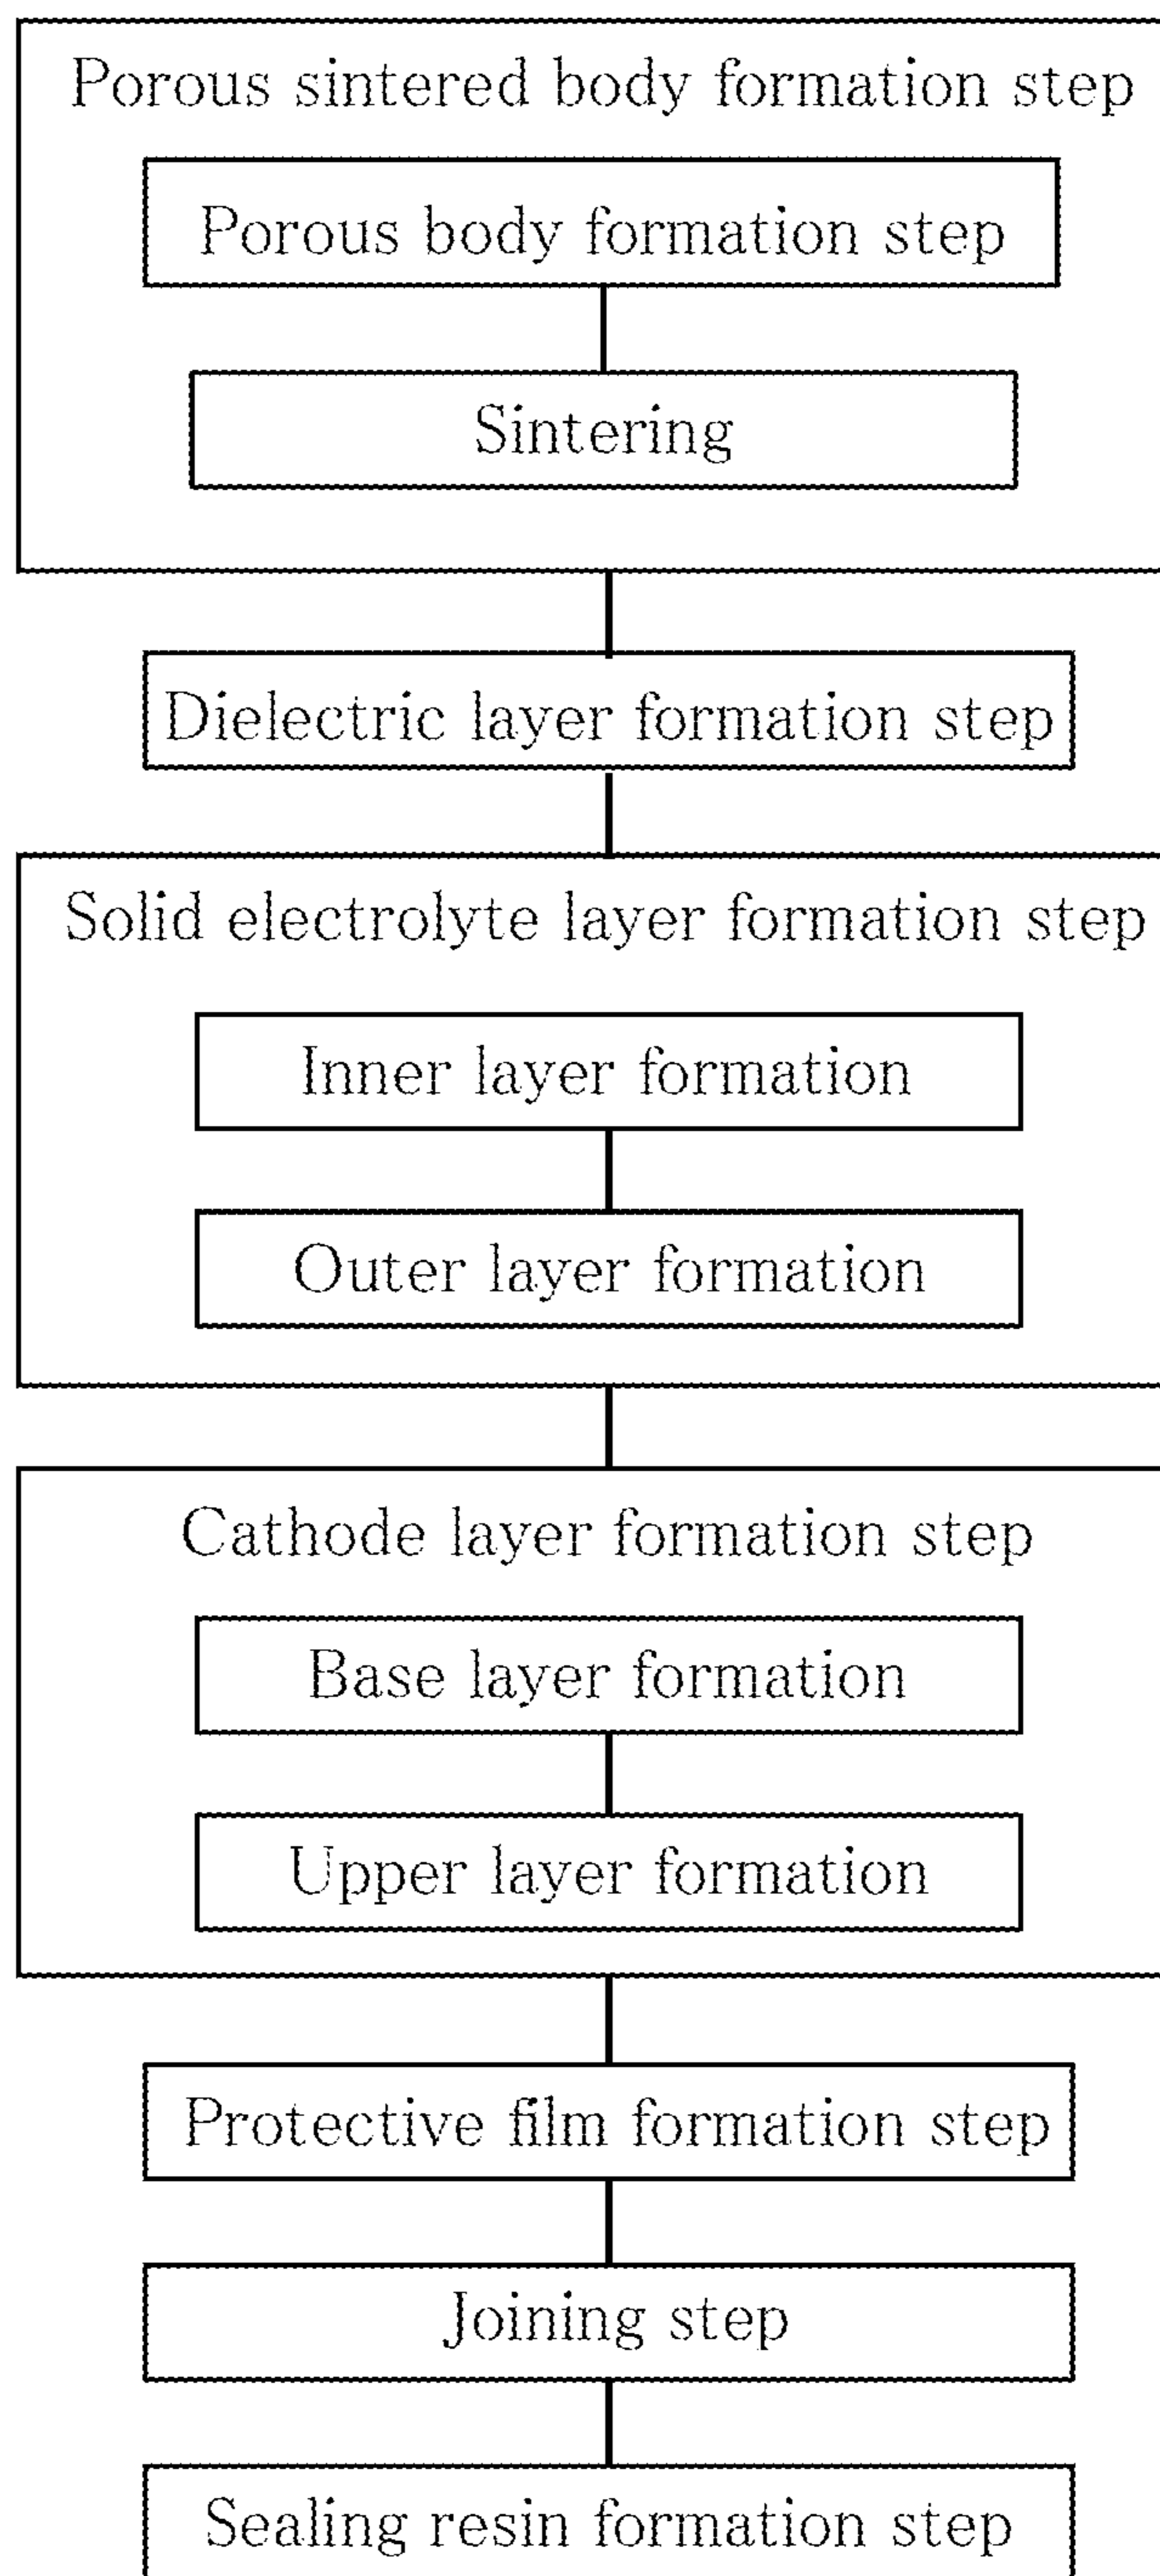 Porous sintered body formation step
Porous body formation step
Sintering
Dielectric layer formation step
Solid electrolyte layer formation step
Inner layer formation
Outer layer formation
Cathode layer formation step
Base layer formation
Upper layer formation
Protective film formation step
Joining step
Sealing resin formation step